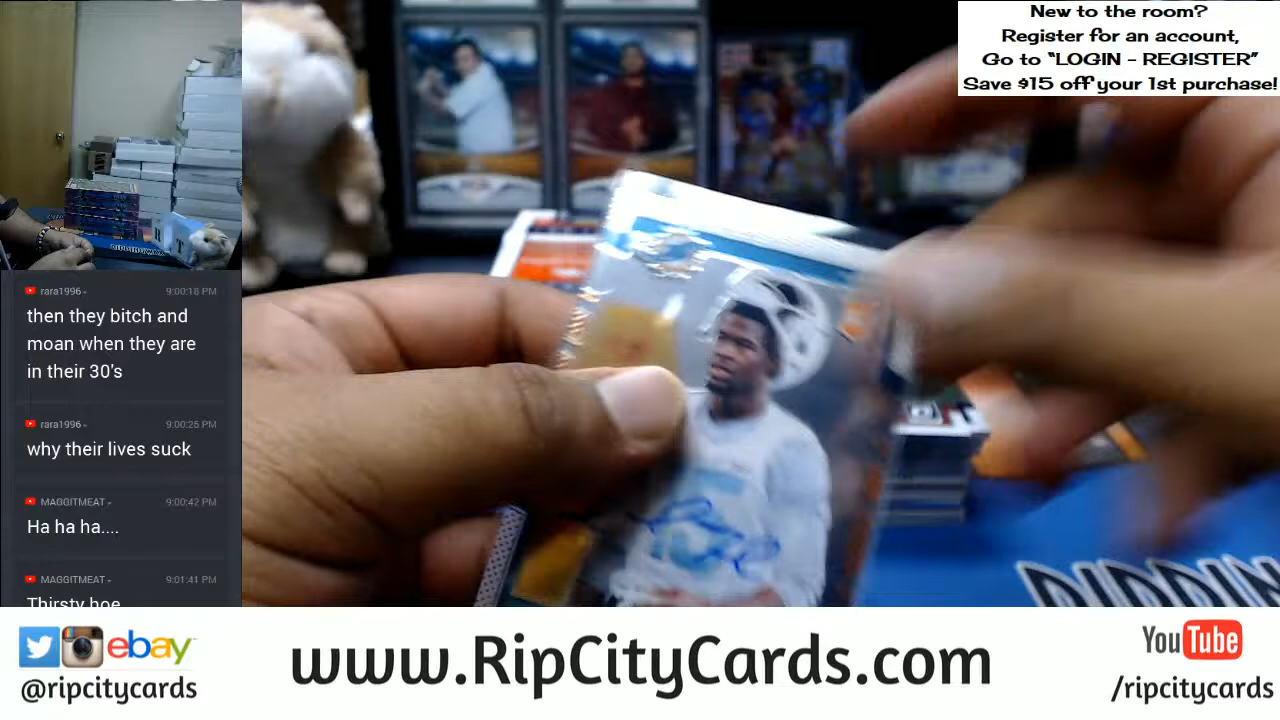 New to the room?
Register for an account,
Go to "LOGIN - REGISTER"
Save $15 off your 1st purchase!
rara1996
9:00:18 PM
then they bitch and
moan when they are
in their 30's
rara1996
9:00:25 PM
why their lives suck
MAGGITMEAT
9:00:42 PM
Ha ha ha....
MAGGITMEAT
9:01:41 PM
Thirsty hoe
RIPPIN
ebay
@ripcitycards
www.RipCityCards.com
YouTube
/ripcitycards